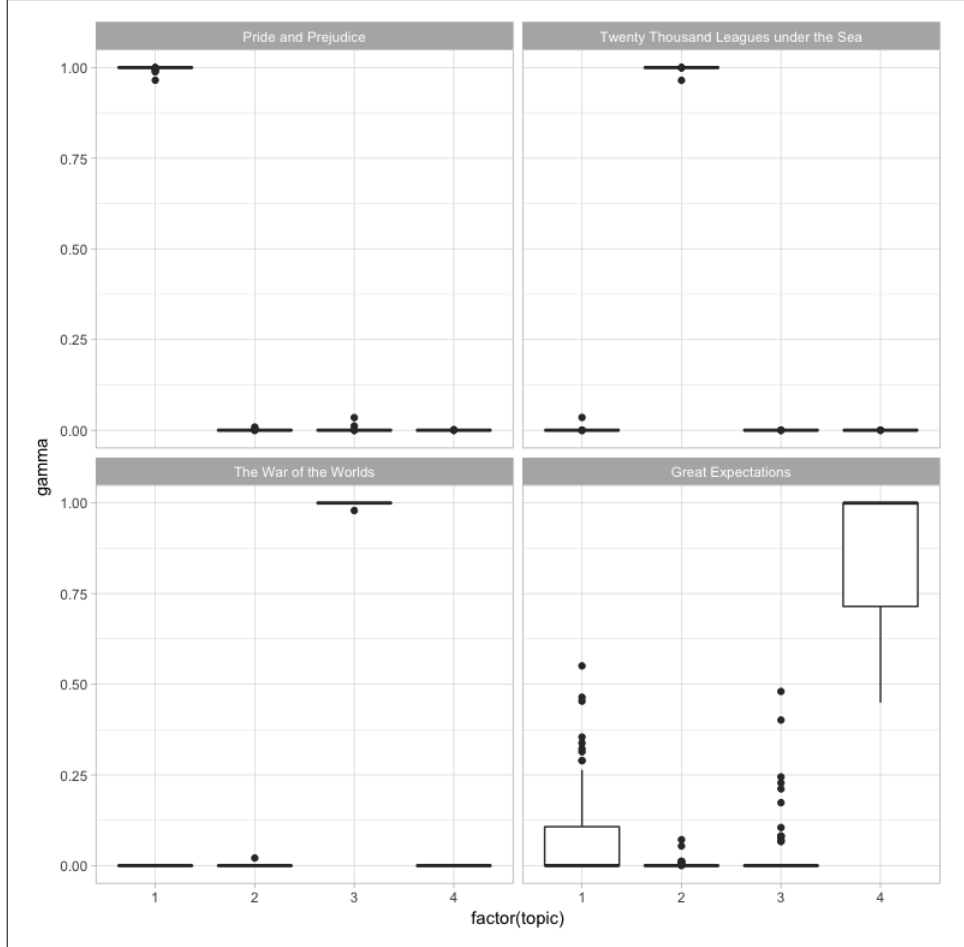 Pride and Prejudice
Twenty Thousand Leagues under the Sea
1.00
0.75
0.50
0.25
0.00
The War of the Worlds
Great Expectations
1.00
0.75
0.50
0.25
0.00
gamma
1 2 3 4 1 2 3 4
factor(topic)